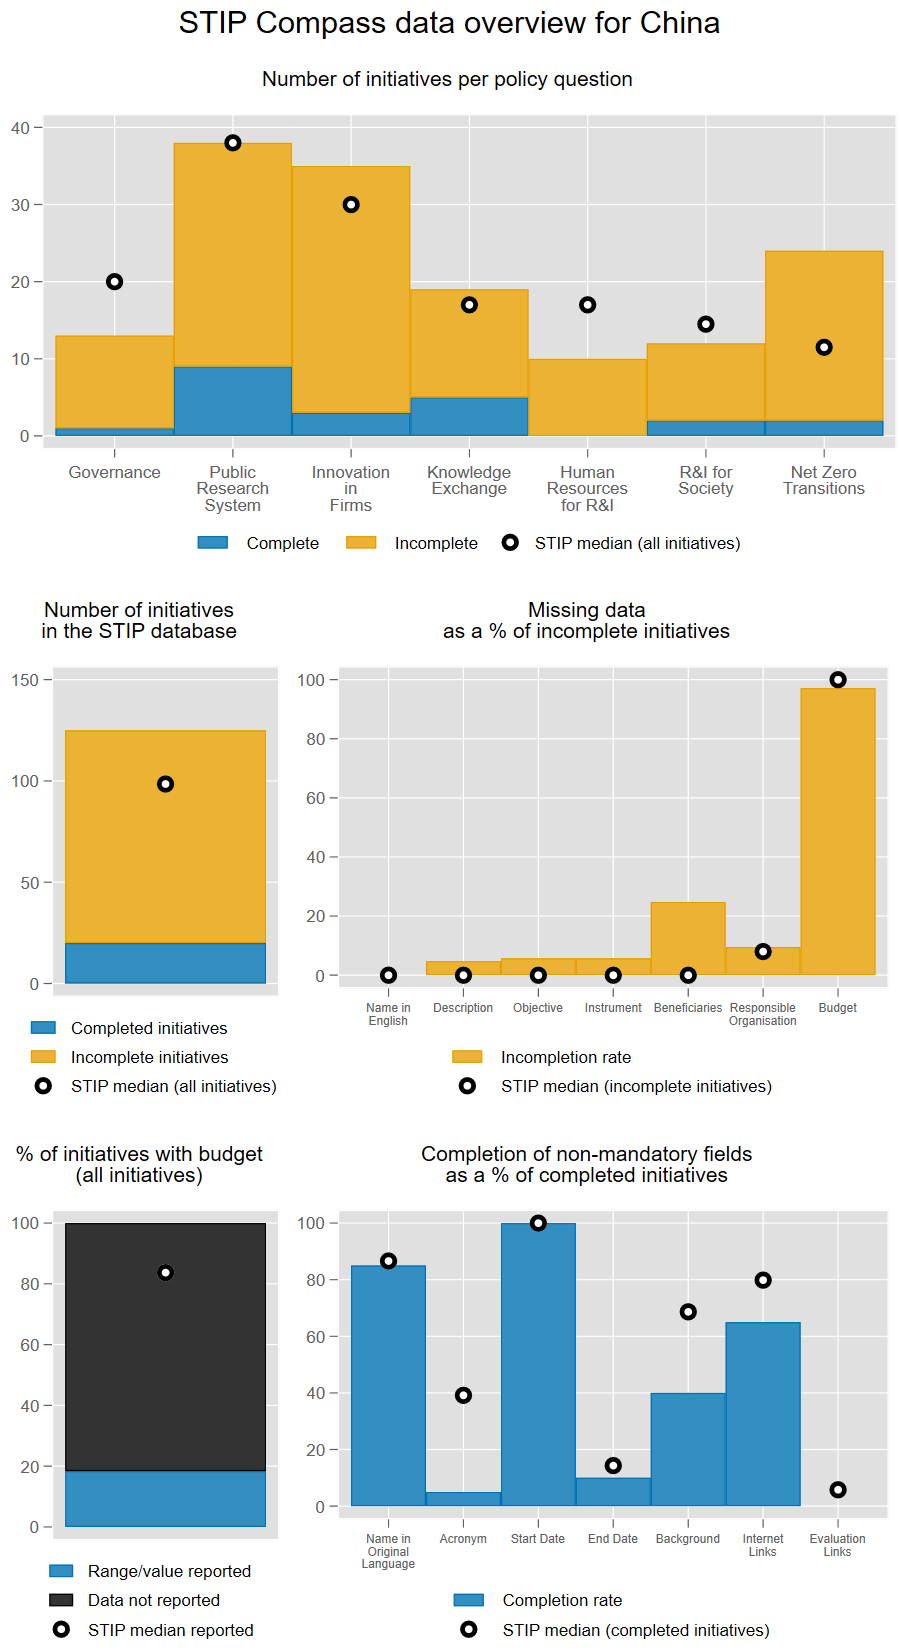 STIP Compass data overview for China
Number of initiatives per policy question
40
30
20
10
0
Governance
Public
Research
System
Innovation
in
Firms
Knowledge
Exchange
Human
Resources
for R&I
R&I for
Society
Net Zero
Transitions
Complete
Incomplete
STIP median (all initiatives)
Number of initiatives
in the STIP database
150
100
50
0
Completed initiatives
Incomplete initiatives
STIP median (all initiatives)
Missing data
as a % of incomplete initiatives
100
80
60
40
20
0
Name in
English
Description
Objective
Instrument
Beneficiaries
Responsible
Organisation
Budget
Incompletion rate
STIP median (incomplete initiatives)
% of initiatives with budget
(all initiatives)
100
80
60
40
20
0
Range/value reported
Data not reported
STIP median reported
Completion of non-mandatory fields
as a % of completed initiatives
100
80
60
40
20
0
Name in
Original
Language
Acronym
Start Date
End Date
Background
Internet
Links
Evaluation
Links
Completion rate
STIP median (completed initiatives)